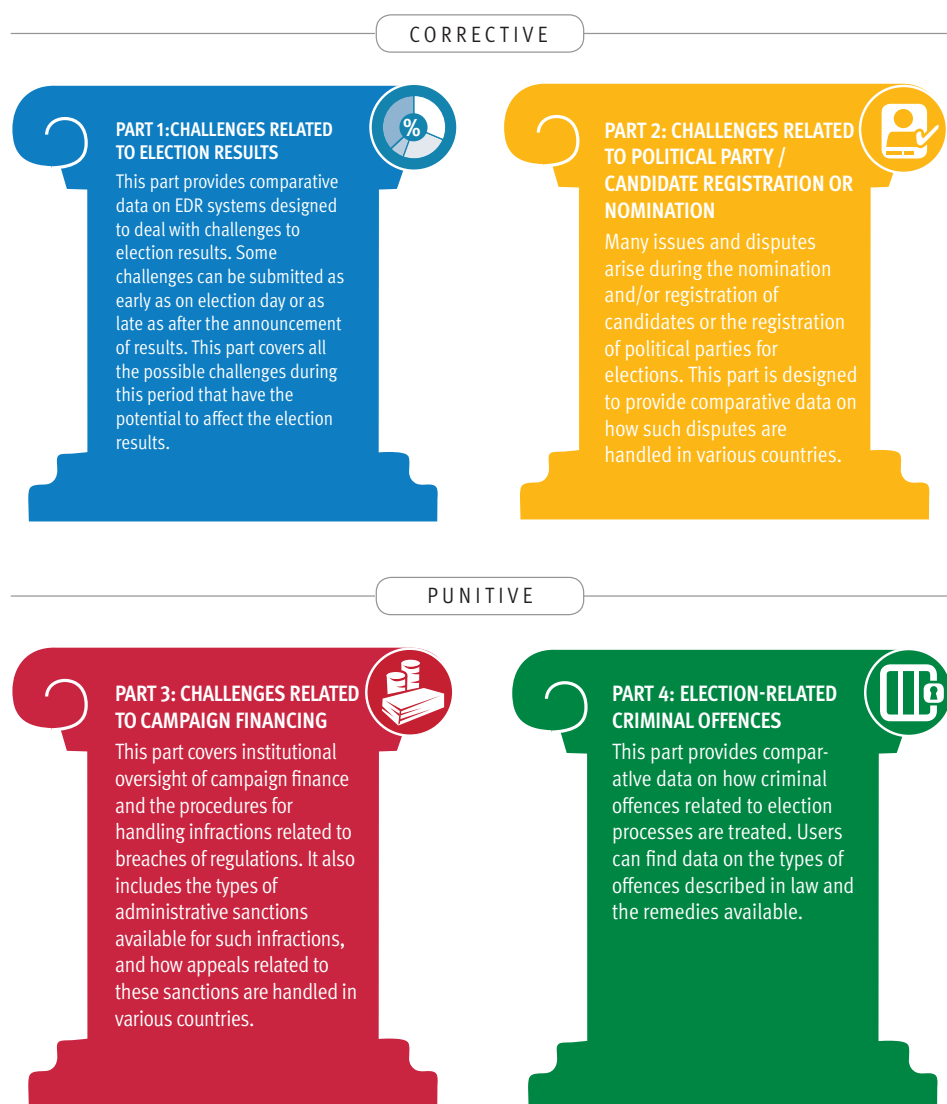 CORRECTIVE
PART 1:CHALLENGES RELATED
TO ELECTION RESULTS
This part provides comparative
data on EDR systems designed
to deal with challenges to
election results. Some
challenges can be submitted as
early as on election day or as
late as after the announcement
of results. This part covers all
the possible challenges during
this period that have the
potential to affect the election
results.
%
PART 2: CHALLENGES RELATED
TO POLITICAL PARTY /
CANDIDATE REGISTRATION OR
NOMINATION
Many issues and disputes
arise during the nomination
and/or registration of
candidates or the registration
of political parties for
elections. This part is designed
to provide comparative data on
how such disputes are
handled in various countries.
PUNITIVE
PART 3: CHALLENGES RELATED
TO CAMPAIGN FINANCING
This part covers institutional
oversight of campaign finance
and the procedures for
handling infractions related to
breaches of regulations. It also
includes the types of
administrative sanctions
available for such infractions,
and how appeals related to
these sanctions are handled in
various countries.
PART 4: ELECTION-RELATED
CRIMINAL OFFENCES
This part provides compar-
atIve data on how criminal
offences related to election
processes are treated. Users
can find data on the types of
offences described in law and
the remedies available.